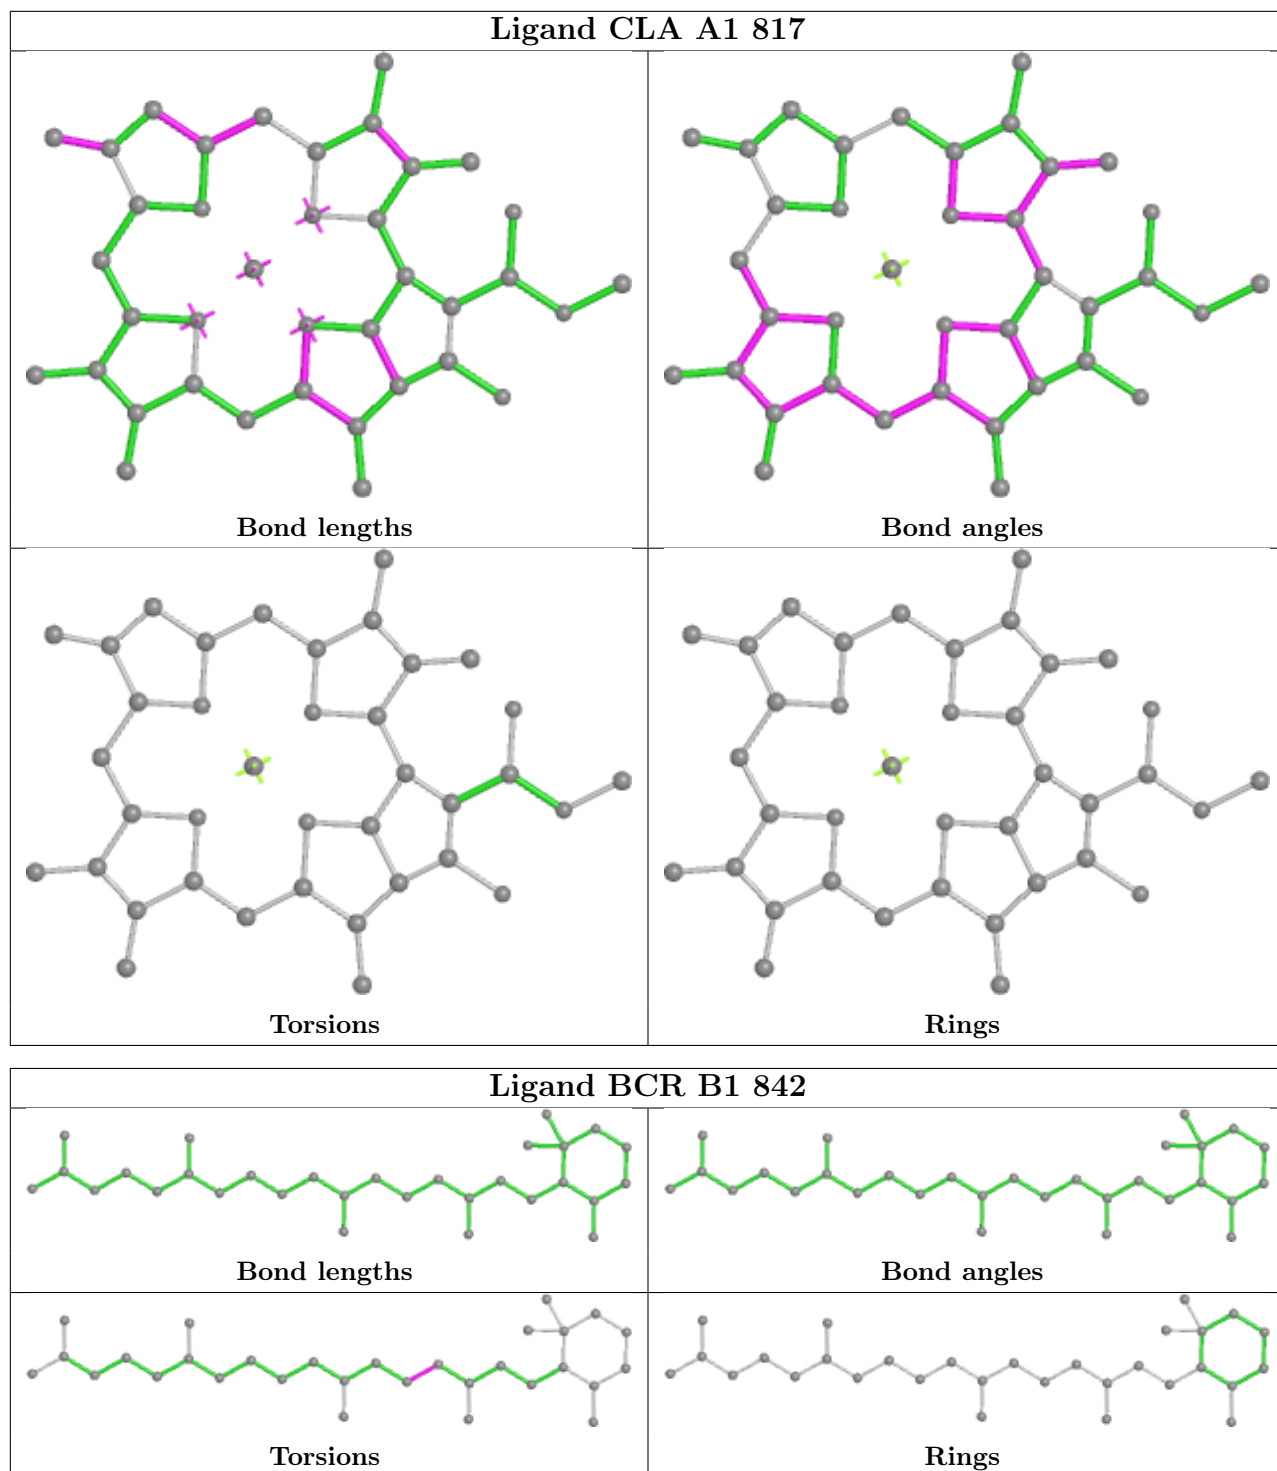 Ligand CLA A1 817
Bond lengths
Bond angles
Torsions
Rings
Ligand BCR B1 842
Bond lengths
Bond angles
Torsions
Rings